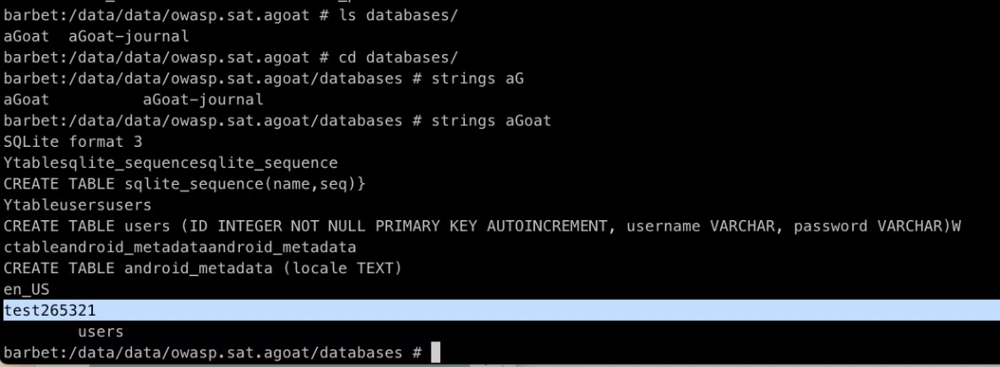 barbet:/data/data/owasp.sat.agoat # ls databases/
aGoat  aGoat-journal
barbet:/data/data/owasp.sat.agoat # cd databases/
barbet:/data/data/owasp.sat.agoat/databases # strings aG
aGoat          aGoat-journal
barbet:/data/data/owasp.sat.agoat/databases # strings aGoat
SQLite format 3
Ytablesqlite_sequencesqlite_sequence
CREATE TABLE sqlite_sequence(name,seq)}
Ytableusersusers
CREATE TABLE users (ID INTEGER NOT NULL PRIMARY KEY AUTOINCREMENT, username VARCHAR, password VARCHAR)W
ctableandroid_metadataandroid_metadata
CREATE TABLE android_metadata (locale TEXT)
en_US
test265321
        users
barbet:/data/data/owasp.sat.agoat/databases #